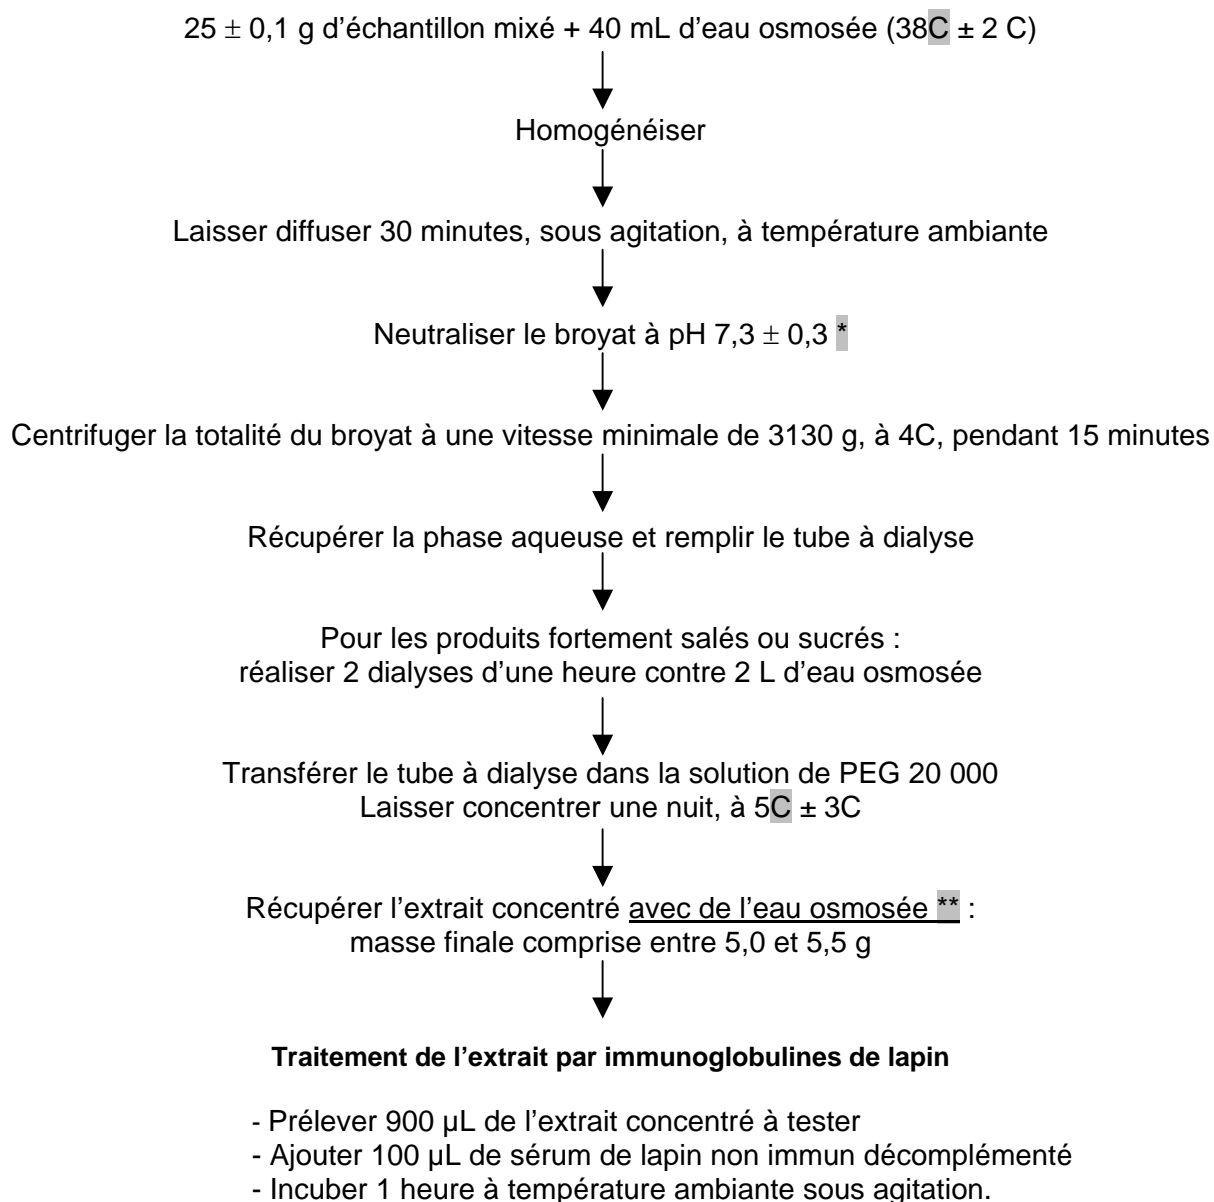 25 ± 0,1 g d’échantillon mixé + 40 mL d’eau osmosée (38C ± 2 C)
Homogénéiser
Laisser diffuser 30 minutes, sous agitation, à température ambiante
Neutraliser le broyat à pH 7,3 ± 0,3 *
Centrifuger la totalité du broyat à une vitesse minimale de 3130 g, à 4C, pendant 15 minutes
Récupérer la phase aqueuse et remplir le tube à dialyse
Pour les produits fortement salés ou sucrés :
réaliser 2 dialyses d’une heure contre 2 L d’eau osmosée
Transférer le tube à dialyse dans la solution de PEG 20 000
Laisser concentrer une nuit, à 5C ± 3C
Récupérer l’extrait concentré avec de l’eau osmosée ** :
masse finale comprise entre 5,0 et 5,5 g
Traitement de l’extrait par immunoglobulines de lapin
- Prélever 900 µL de l’extrait concentré à tester
- Ajouter 100 µL de sérum de lapin non immun décomplémenté
- Incuber 1 heure à température ambiante sous agitation.